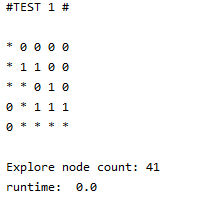 #TEST 1 #
* 0 0 0 0
* 1 1 0 0
* * 0 1 0
0 * 1 1 1
0 * * * *
Explore node count: 41
runtime:  0.0